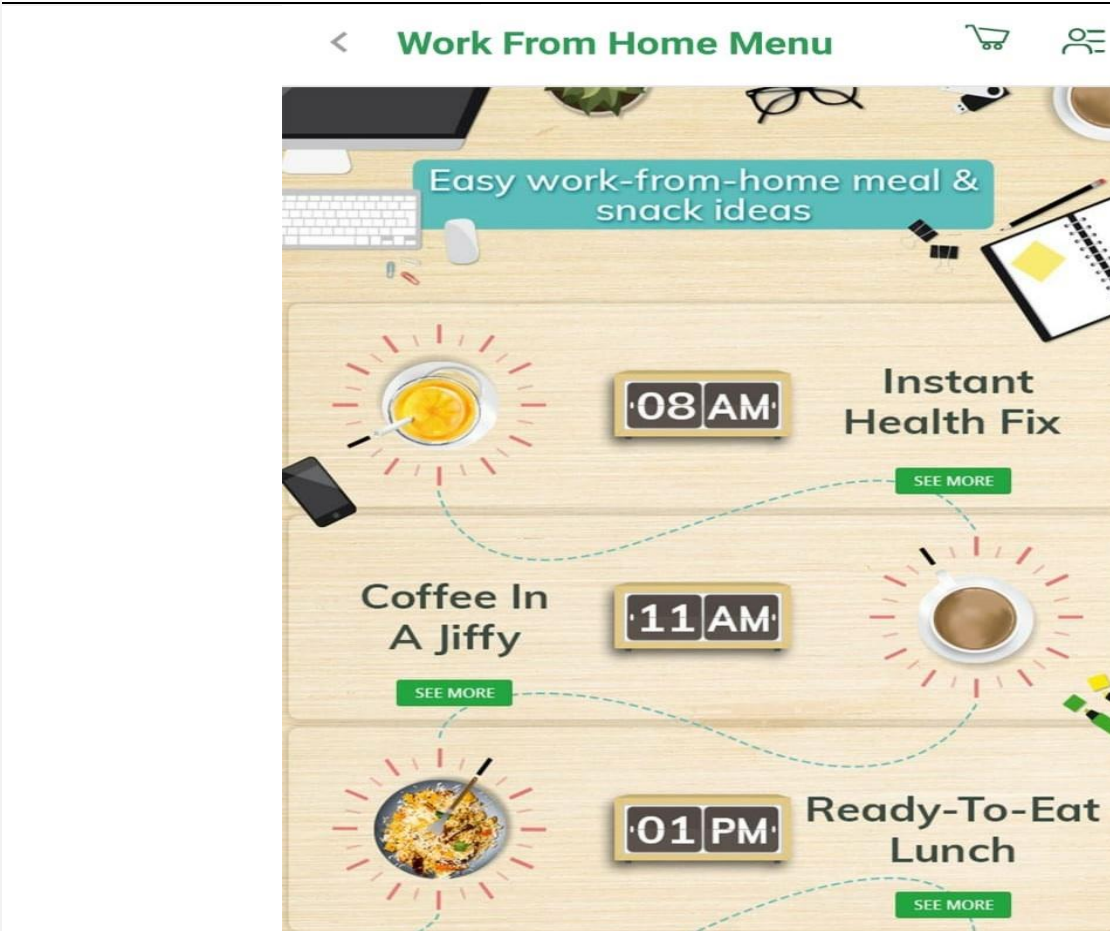 Work From Home Menu
Easy work-from-home meal &
snack ideas
08 AM
Instant
Health Fix
SEE MORE
Coffee In
A Jiffy
11 AM
SEE MORE
01 PM
Ready-To-Eat
Lunch
SEE MORE